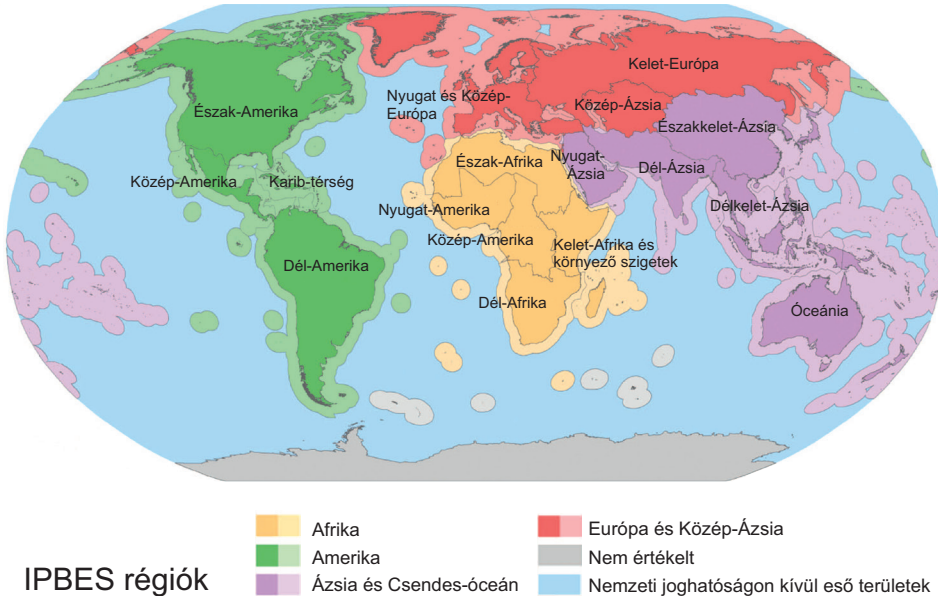 Kelet-Európa
Nyugat és Közép-
Európa
Közép-Ázsia
Észak-Amerika
Északkelet-Ázsia
Észak-Afrika
Nyugat-
Ázsia
Dél-Ázsia
Közép-Amerika
Karib-térség
Nyugat-Amerika
Délkelet-Ázsia
Közép-Amerika
Kelet-Afrika és
környező szigetek
Dél-Amerika
Dél-Afrika
Óceánia
IPBES régiók
Afrika
Amerika
Ázsia és Csendes-óceán
Európa és Közép-Ázsia
Nem értékelt
Nemzeti joghatóságon kívül eső területek